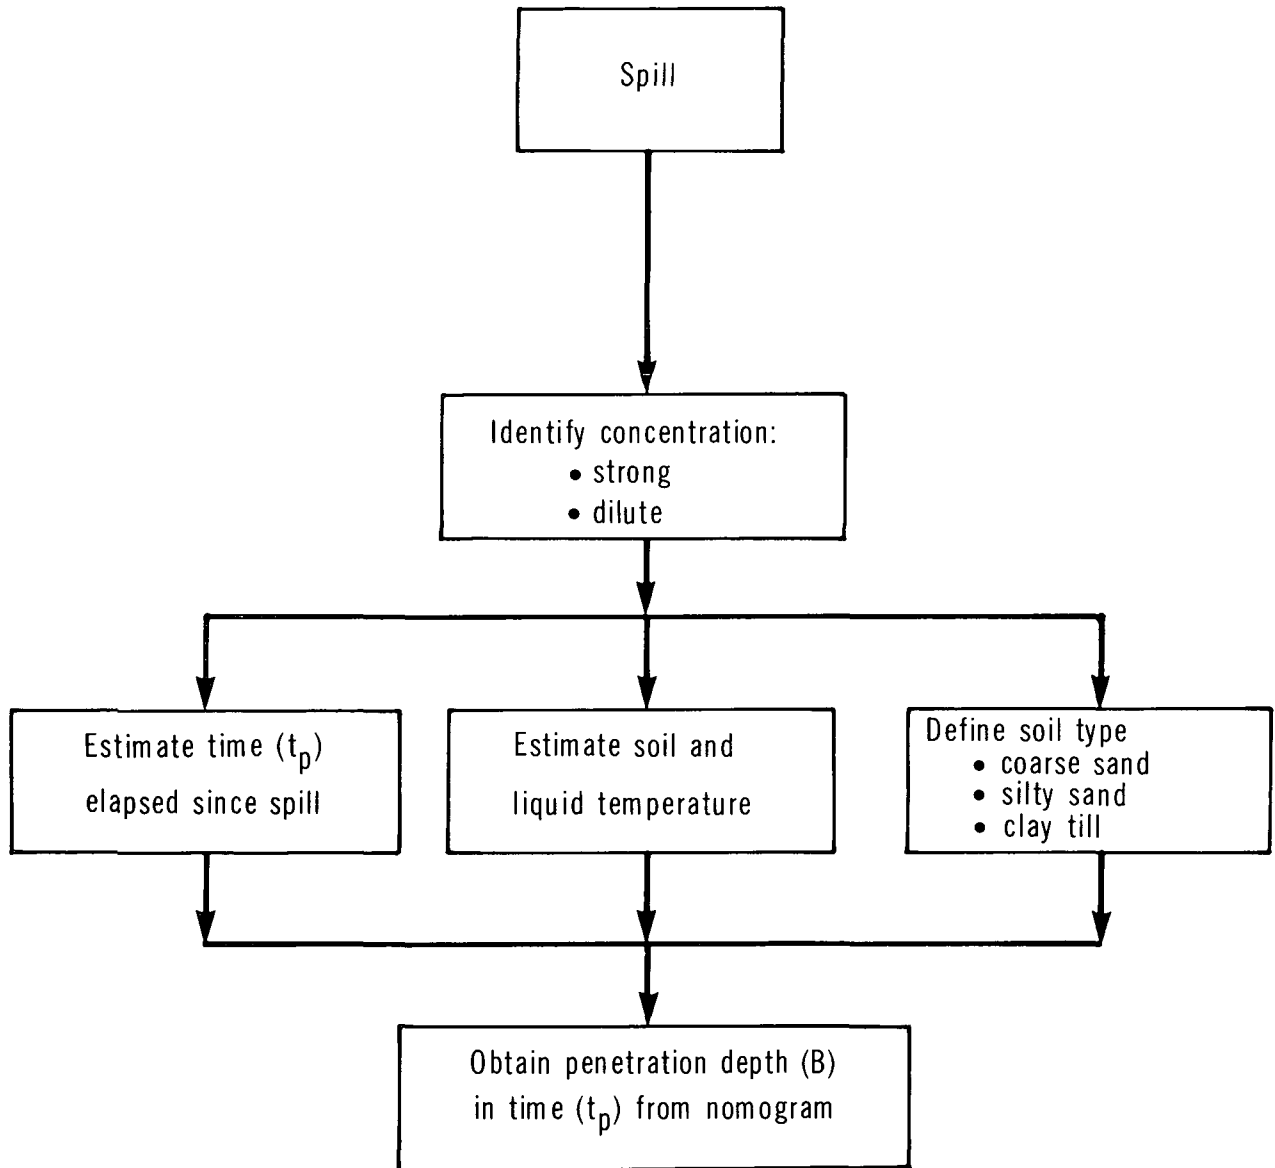 Spill
Identify concentration:
• strong
• dilute
Estimate time (tp)
elapsed since spill
Estimate soil and
liquid temperature
Define soil type
• coarse sand
• silty sand
• clay till
Obtain penetration depth (B)
in time (tp) from nomogram